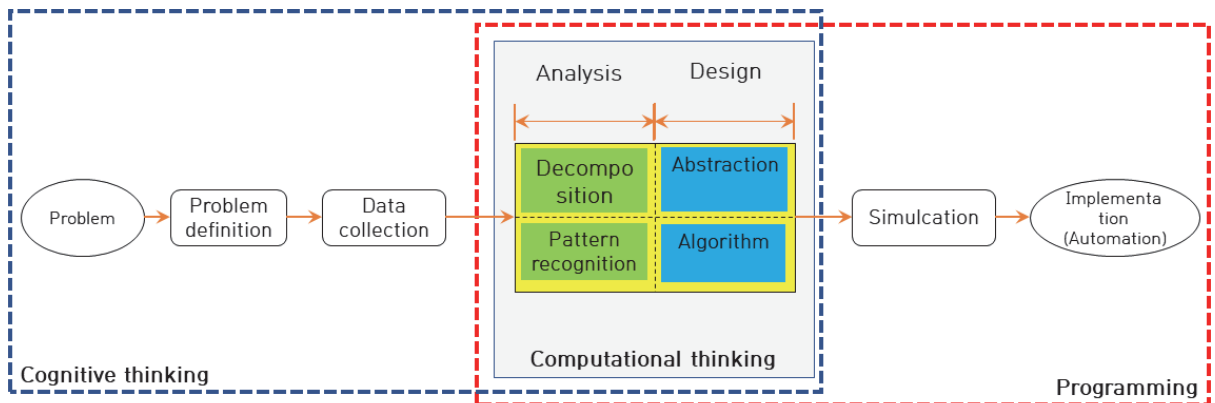 Analysis
Design
Problem
Problem
definition
Data
collection
Decompo
sition
Abstraction
Pattern
recognition
Algorithm
Simulcation
Implementa
tion
(Automation)
Computational thinking
Cognitive thinking
Programming